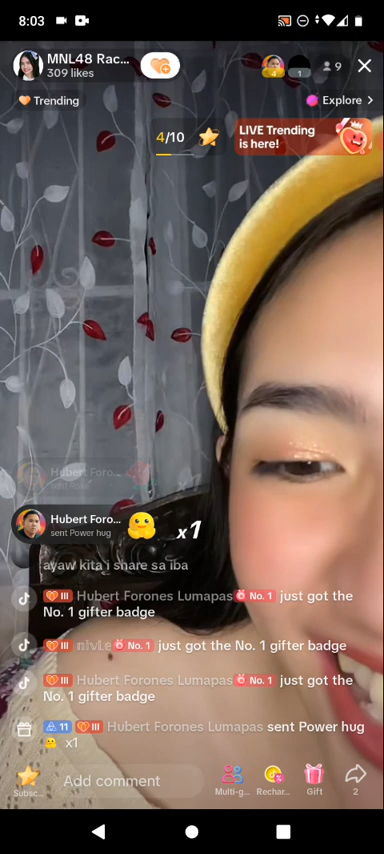 8:03
MNL48 Rac...
309 likes
4
1
9
Trending
Explore >
4/10
LIVE Trending
is here!
Hubert Foro...
Hubert Foro...
sent Power hug
x1
ayaw kita i share sa iba
III Hubert Forones Lumapas No. 1 just got the
No. 1 gifter badge
III nivLe No. 1 just got the No. 1 gifter badge
III Hubert Forones Lumapas No. 1 just got the
No. 1 gifter badge
11 III Hubert Forones Lumapas sent Power hug
x1
Add comment
Subsc...
Multi-g...
Rechar...
Gift
2